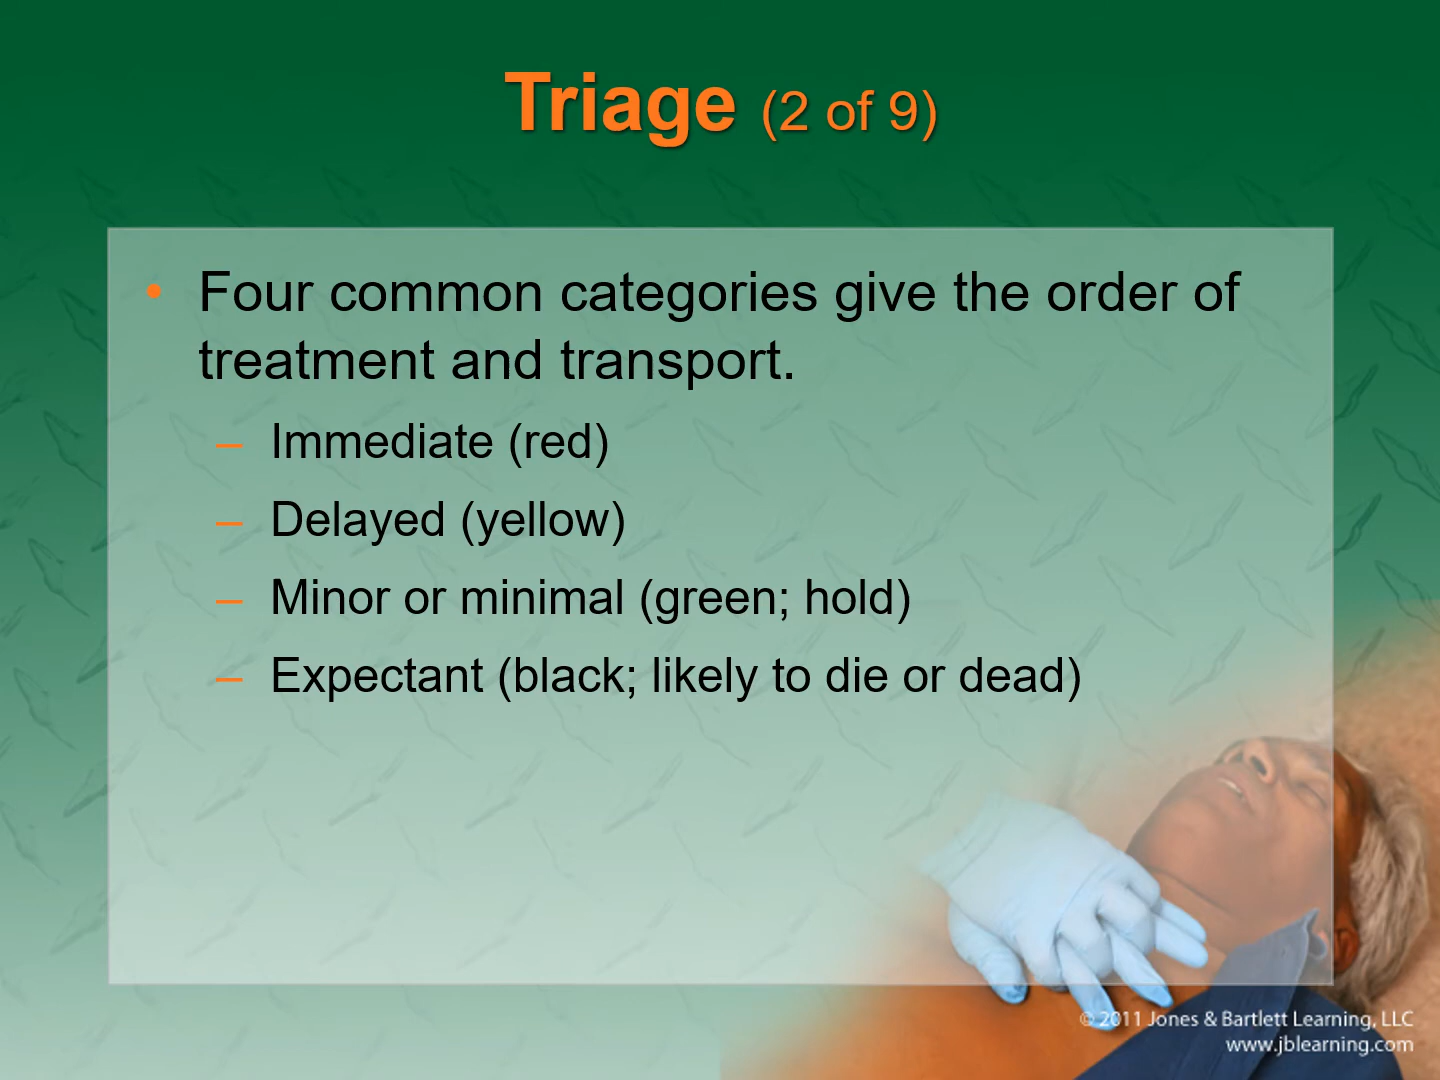 Triage (2 of 9)
• Four common categories give the order of
treatment and transport.
– Immediate (red)
– Delayed (yellow)
– Minor or minimal (green; hold)
– Expectant (black; likely to die or dead)
© 2011 Jones & Bartlett Learning, LLC
www.jblearning.com